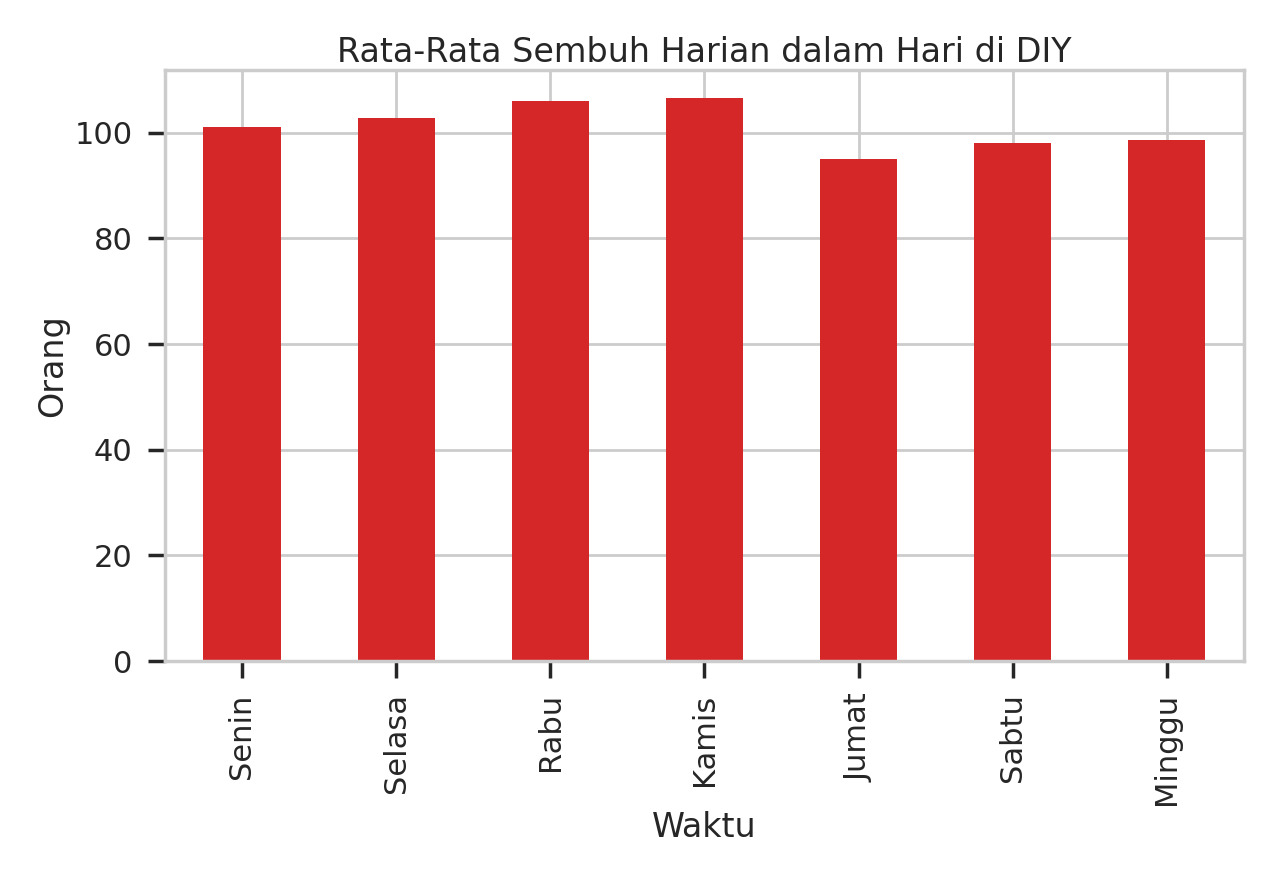 Rata-Rata Sembuh Harian dalam Hari di DIY
100
80
60
40
20
0
Orang
Senin
Selasa
Rabu
Kamis
Jumat
Sabtu
Minggu
Waktu